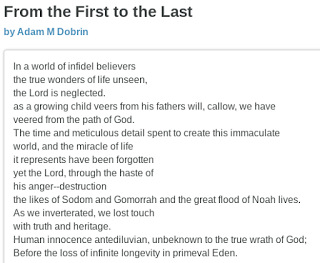 From the First to the Last
by Adam M Dobrin
In a world of infidel believers
the true wonders of life unseen,
the Lord is neglected.
as a growing child veers from his fathers will, callow, we have
veered from the path of God.
The time and meticulous detail spent to create this immaculate
world, and the miracle of life
it represents have been forgotten
yet the Lord, through the haste of
his anger--destruction
the likes of Sodom and Gomorrah and the great flood of Noah lives.
As we inverterated, we lost touch
with truth and heritage.
Human innocence antediluvian, unbeknown to the true wrath of God;
Before the loss of infinite longevity in primeval Eden.